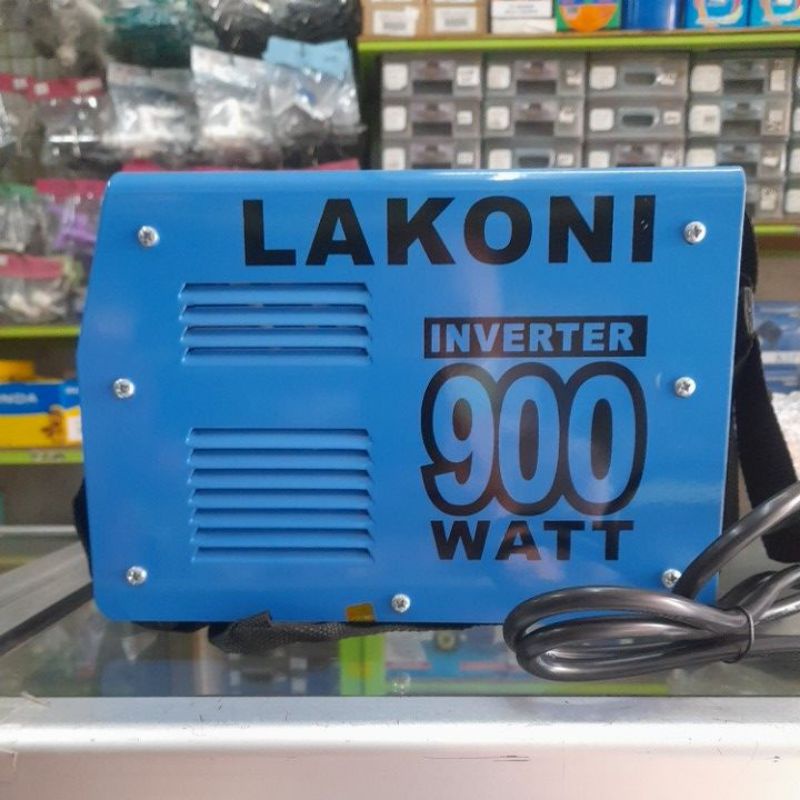 LAKONI
INVERTER
900
WATT